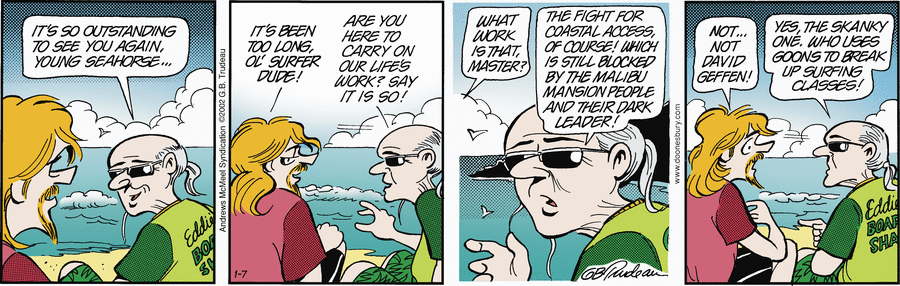 IT'S SO OUTSTANDING
TO SEE YOU AGAIN,
YOUNG SEAHORSE...
Eddie
BOA
SH
Andrews McMeel Syndication ©2002 G.B. Trudeau
IT'S BEEN
TOO LONG,
OL' SURFER
DUDE!
ARE YOU
HERE TO
CARRY ON
OUR LIFE'S
WORK? SAY
IT IS SO!
1-7
WHAT
WORK
IS THAT,
MASTER?
THE FIGHT FOR
COASTAL ACCESS,
OF COURSE! WHICH
IS STILL BLOCKED
BY THE MALIBU
MANSION PEOPLE
AND THEIR DARK
LEADER!
GBTrudeau
www.doonesbury.com
NOT...
NOT
DAVID
GEFFEN!
YES, THE SKANKY
ONE. WHO USES
GOONS TO BREAK
UP SURFING
CLASSES!
Eddie
BOAR
SHA